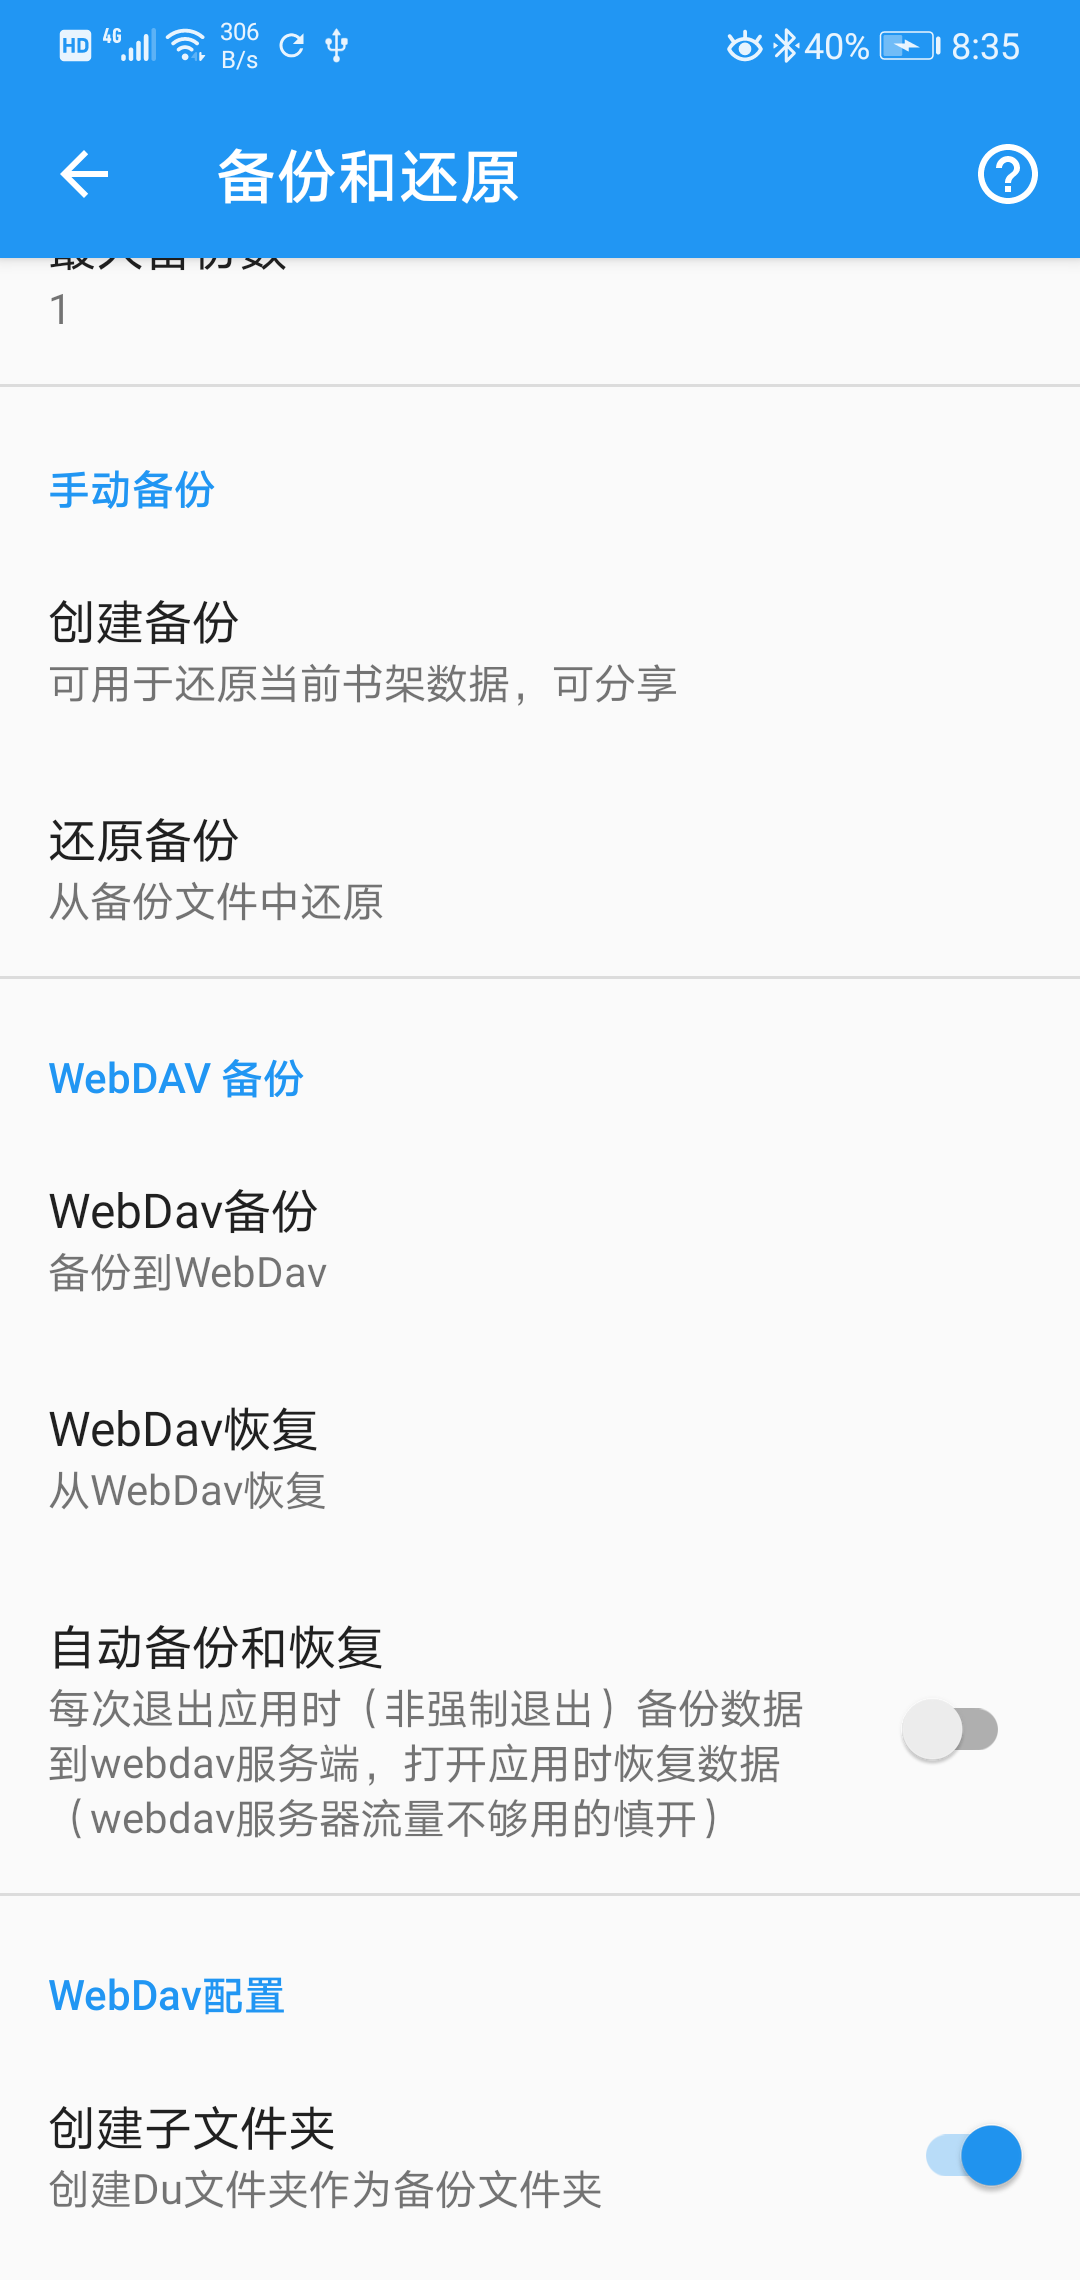 HD 4G 306 B/s 40% 8:35
备份和还原
最大备份数
1
手动备份
创建备份
可用于还原当前书架数据，可分享
还原备份
从备份文件中还原
WebDAV 备份
WebDav备份
备份到WebDav
WebDav恢复
从WebDav恢复
自动备份和恢复
每次退出应用时（非强制退出）备份数据
到webdav服务端，打开应用时恢复数据
（webdav服务器流量不够用的慎开）
WebDav配置
创建子文件夹
创建Du文件夹作为备份文件夹